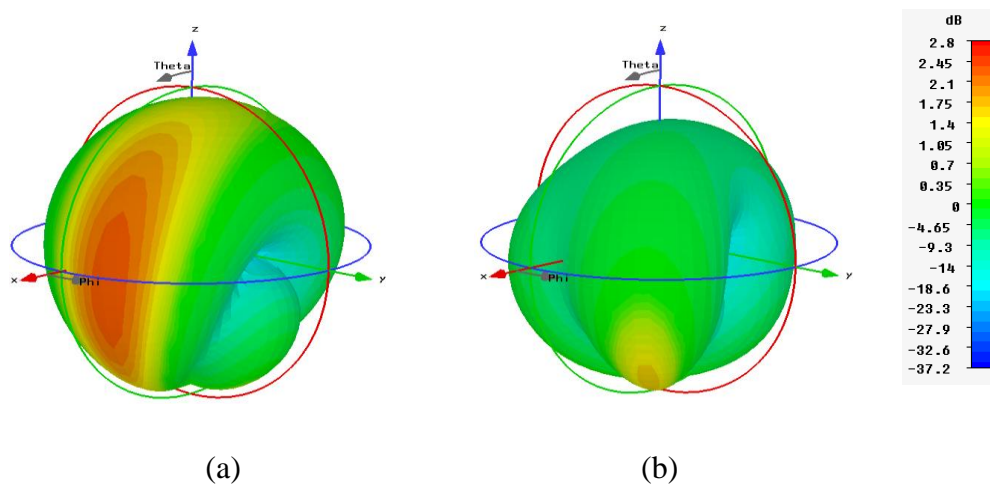 z
Theta
x
Phi
y
(a)
z
Theta
x
Phi
y
(b)
dB
2.8
2.45
2.1
1.75
1.4
1.05
0.7
0.35
0
-4.65
-9.3
-14
-18.6
-23.3
-27.9
-32.6
-37.2